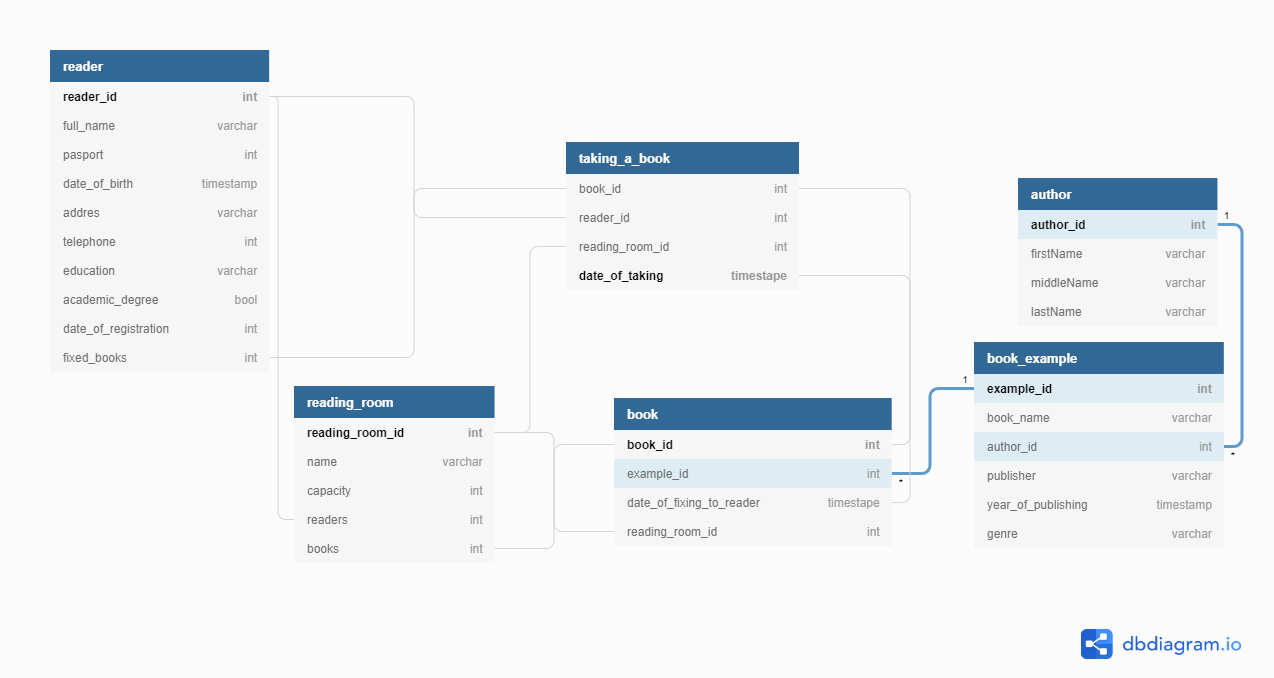 reader
reader_id int
full_name varchar
pasport int
date_of_birth timestamp
addres varchar
telephone int
education varchar
academic_degree bool
date_of_registration int
fixed_books int
taking_a_book
book_id int
reader_id int
reading_room_id int
date_of_taking timestape
author
1
author_id int
firstName varchar
middleName varchar
lastName varchar
reading_room
reading_room_id int
name varchar
capacity int
readers int
books int
book
book_id int
example_id int
*
date_of_fixing_to_reader timestape
reading_room_id int
book_example
1
example_id int
book_name varchar
author_id int
*
publisher varchar
year_of_publishing timestamp
genre varchar
dbdiagram.io